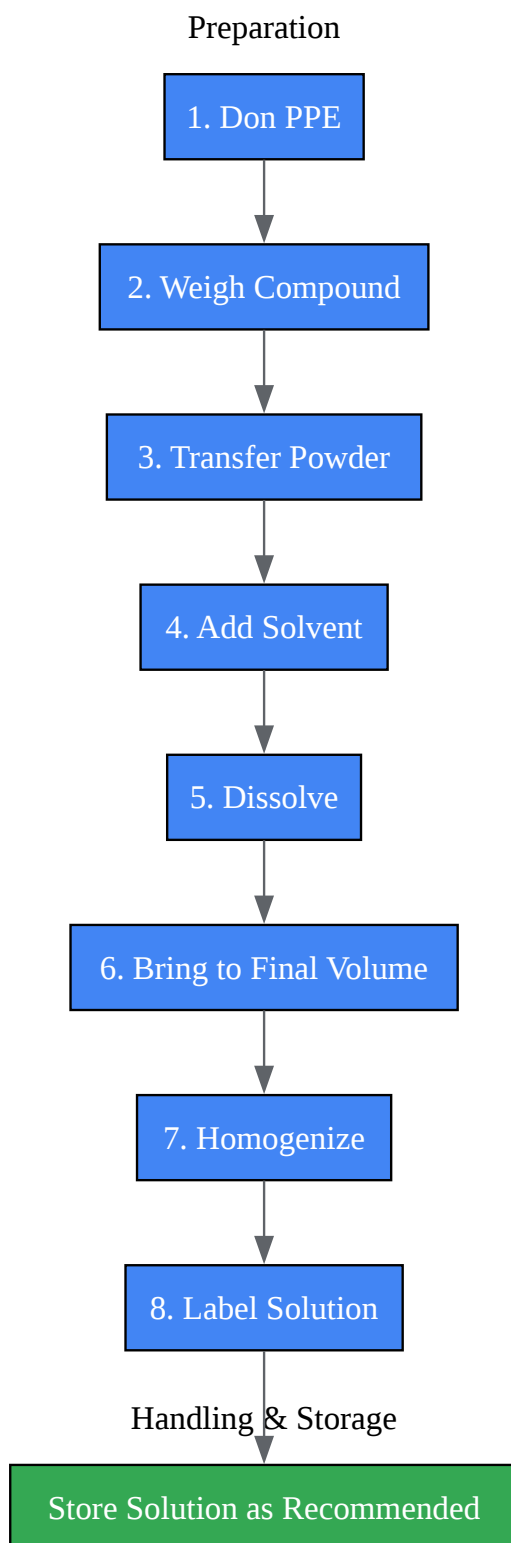 Preparation
1. Don PPE
2. Weigh Compound
3. Transfer Powder
4. Add Solvent
5. Dissolve
6. Bring to Final Volume
7. Homogenize
8. Label Solution
Handling & Storage
Store Solution as Recommended